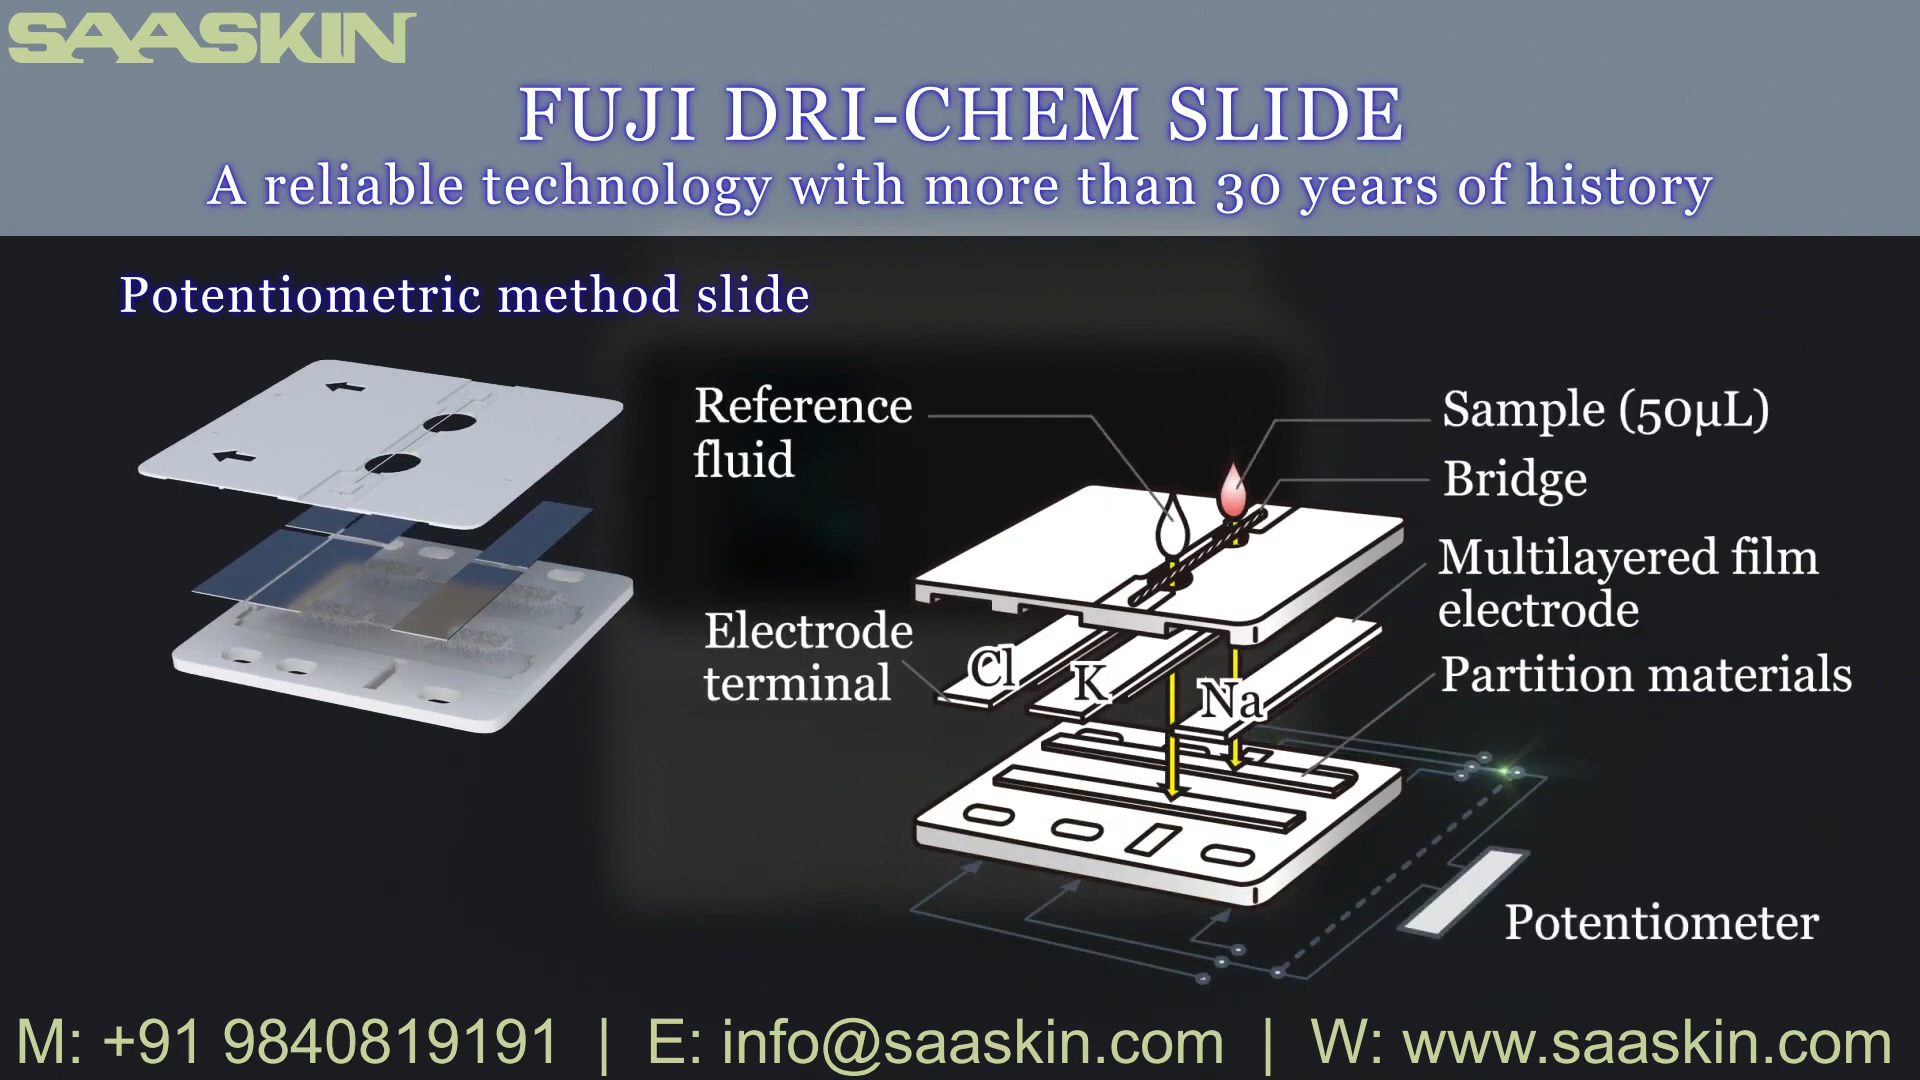 SAASKIN
FUJI DRI-CHEM SLIDE
A reliable technology with more than 30 years of history
Potentiometric method slide
Reference
fluid
Sample (50µL)
Bridge
Multilayered film
electrode
Electrode
terminal
Partition materials
Cl
K
Na
Potentiometer
M: +91 9840819191 | E: info@saaskin.com | W: www.saaskin.com